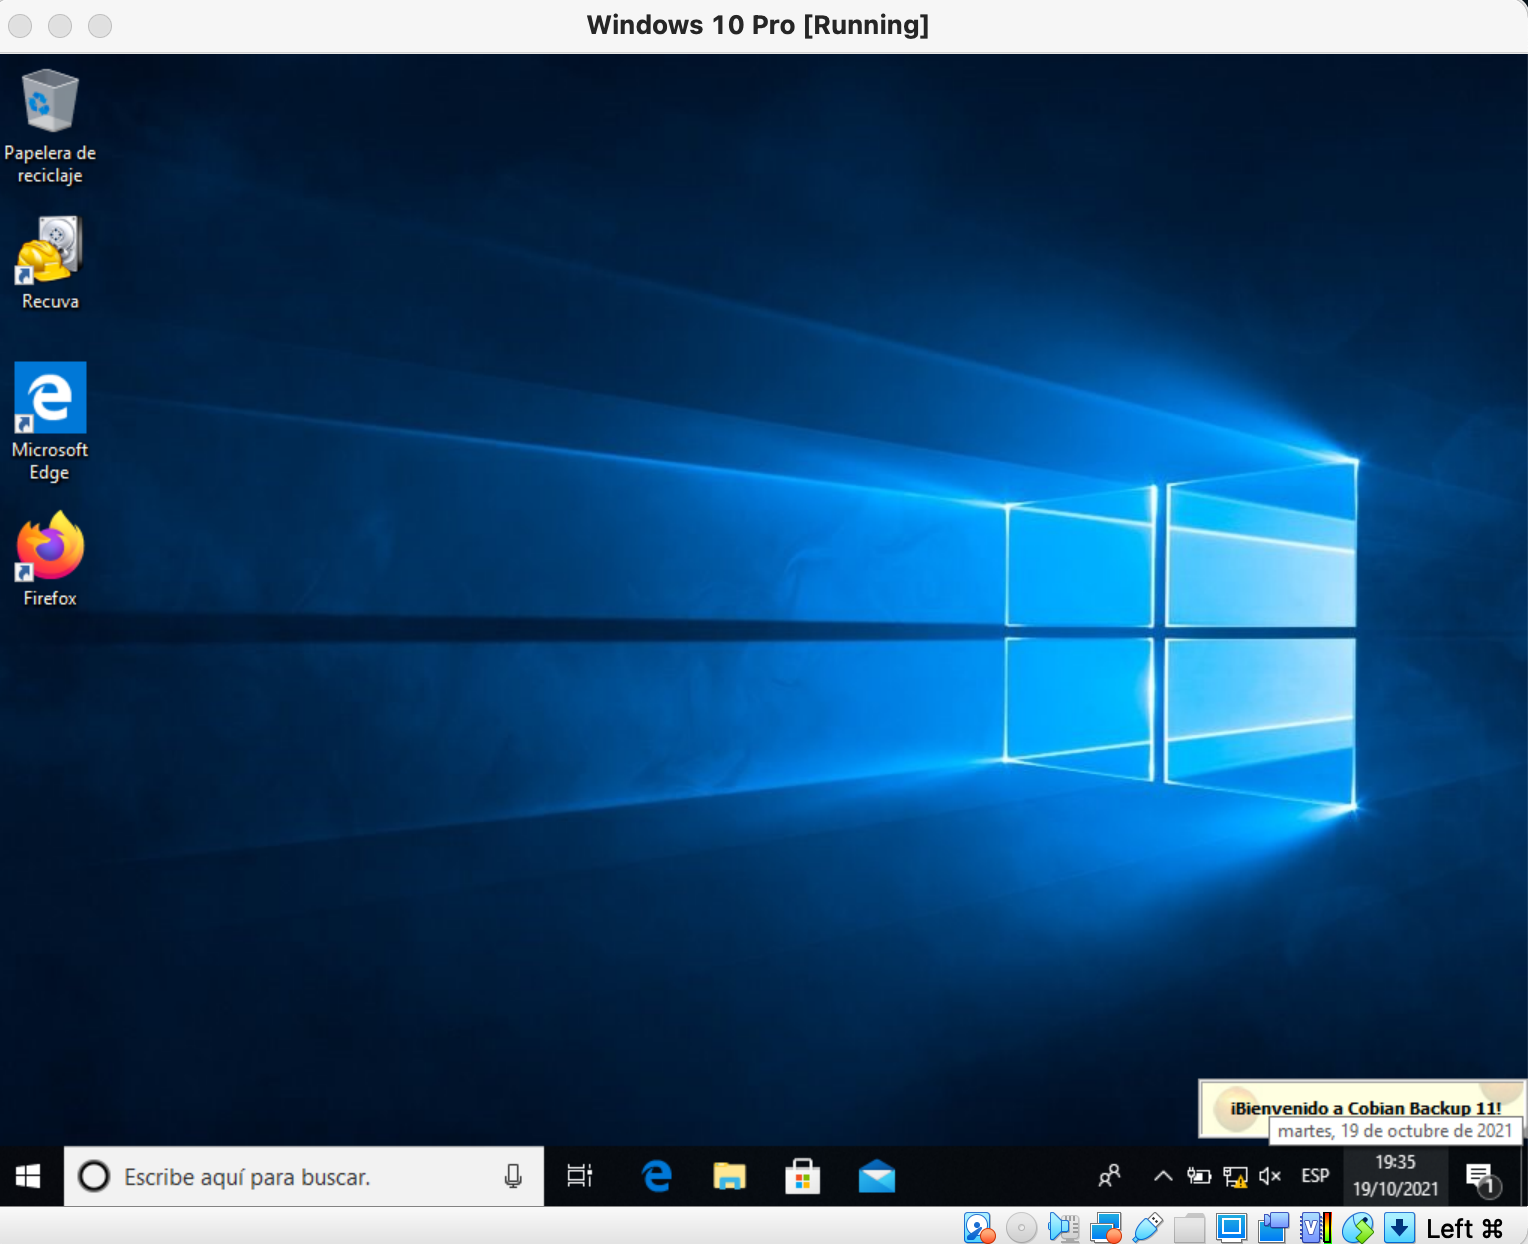 Windows 10 Pro [Running]
Papelera de
reciclaje
Recuva
Microsoft
Edge
Firefox
¡Bienvenido a Cobian Backup 11!
martes, 19 de octubre de 2021
Escribe aquí para buscar.
ESP
19:35
19/10/2021
1
Left ⌘